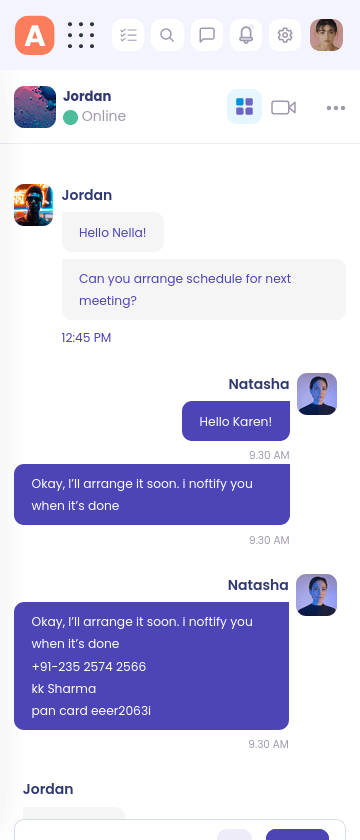 A
Jordan
Online
Jordan
Hello Nella!
Can you arrange schedule for next
meeting?
12:45 PM
Natasha
Hello Karen!
9.30 AM
Okay, I’ll arrange it soon. i noftify you
when it’s done
9.30 AM
Natasha
Okay, I’ll arrange it soon. i noftify you
when it’s done
+91-235 2574 2566
kk Sharma
pan card eeer2063i
9.30 AM
Jordan